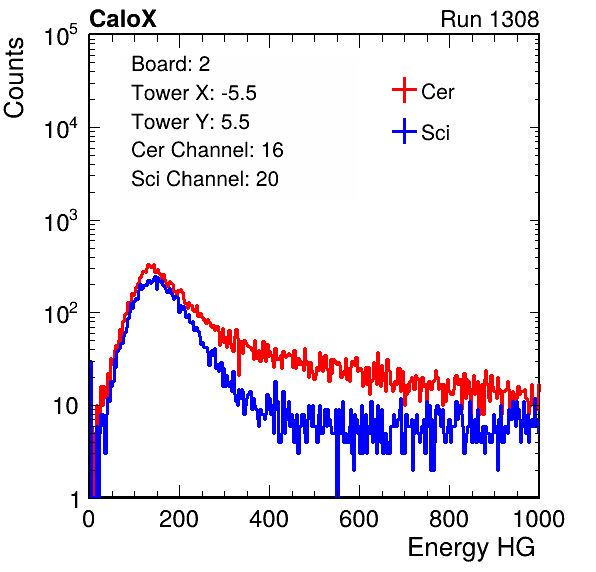 CaloX Run 1308
Counts
10^5
10^4
10^3
10^2
10
1
Board: 2
Tower X: -5.5
Tower Y: 5.5
Cer Channel: 16
Sci Channel: 20
Cer
Sci
0 200 400 600 800 1000
Energy HG